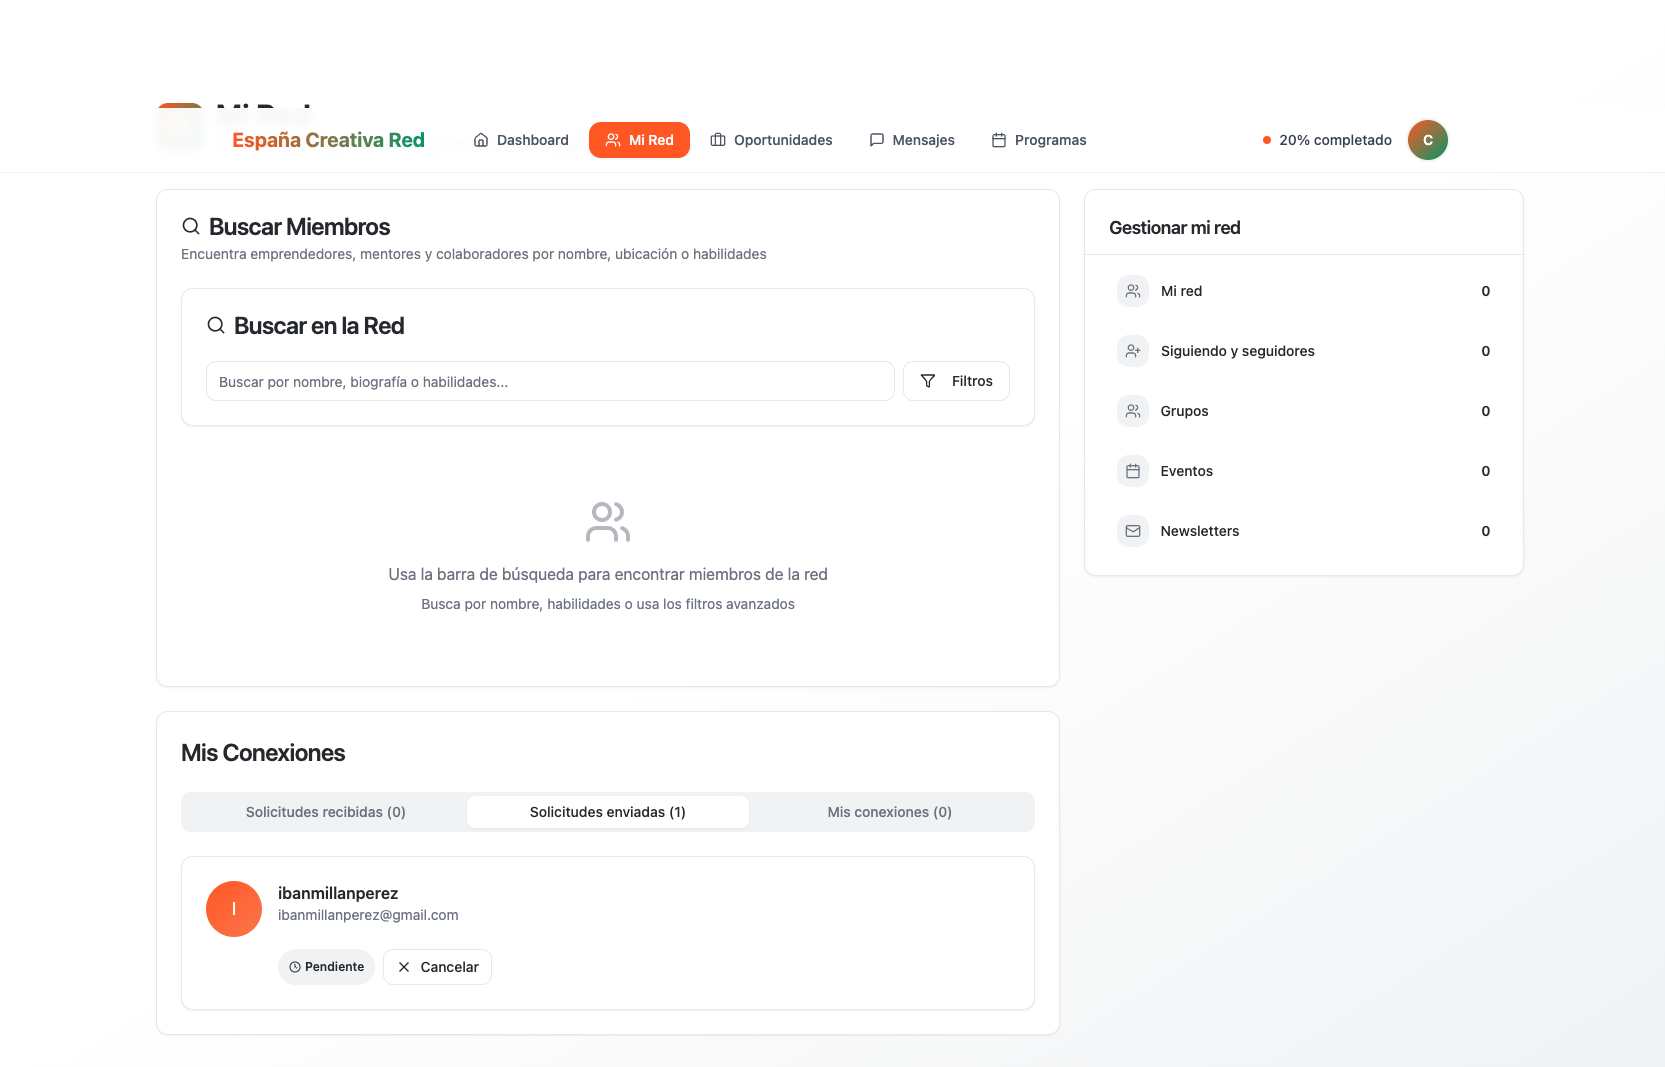 Mi Red
España Creativa Red
Dashboard
Mi Red
Oportunidades
Mensajes
Programas
20% completado
C
Buscar Miembros
Encuentra emprendedores, mentores y colaboradores por nombre, ubicación o habilidades
Buscar en la Red
Buscar por nombre, biografía o habilidades...
Filtros
Usa la barra de búsqueda para encontrar miembros de la red
Busca por nombre, habilidades o usa los filtros avanzados
Gestionar mi red
Mi red 0
Siguiendo y seguidores 0
Grupos 0
Eventos 0
Newsletters 0
Mis Conexiones
Solicitudes recibidas (0)
Solicitudes enviadas (1)
Mis conexiones (0)
I
ibanmillanperez
ibanmillanperez@gmail.com
Pendiente
Cancelar